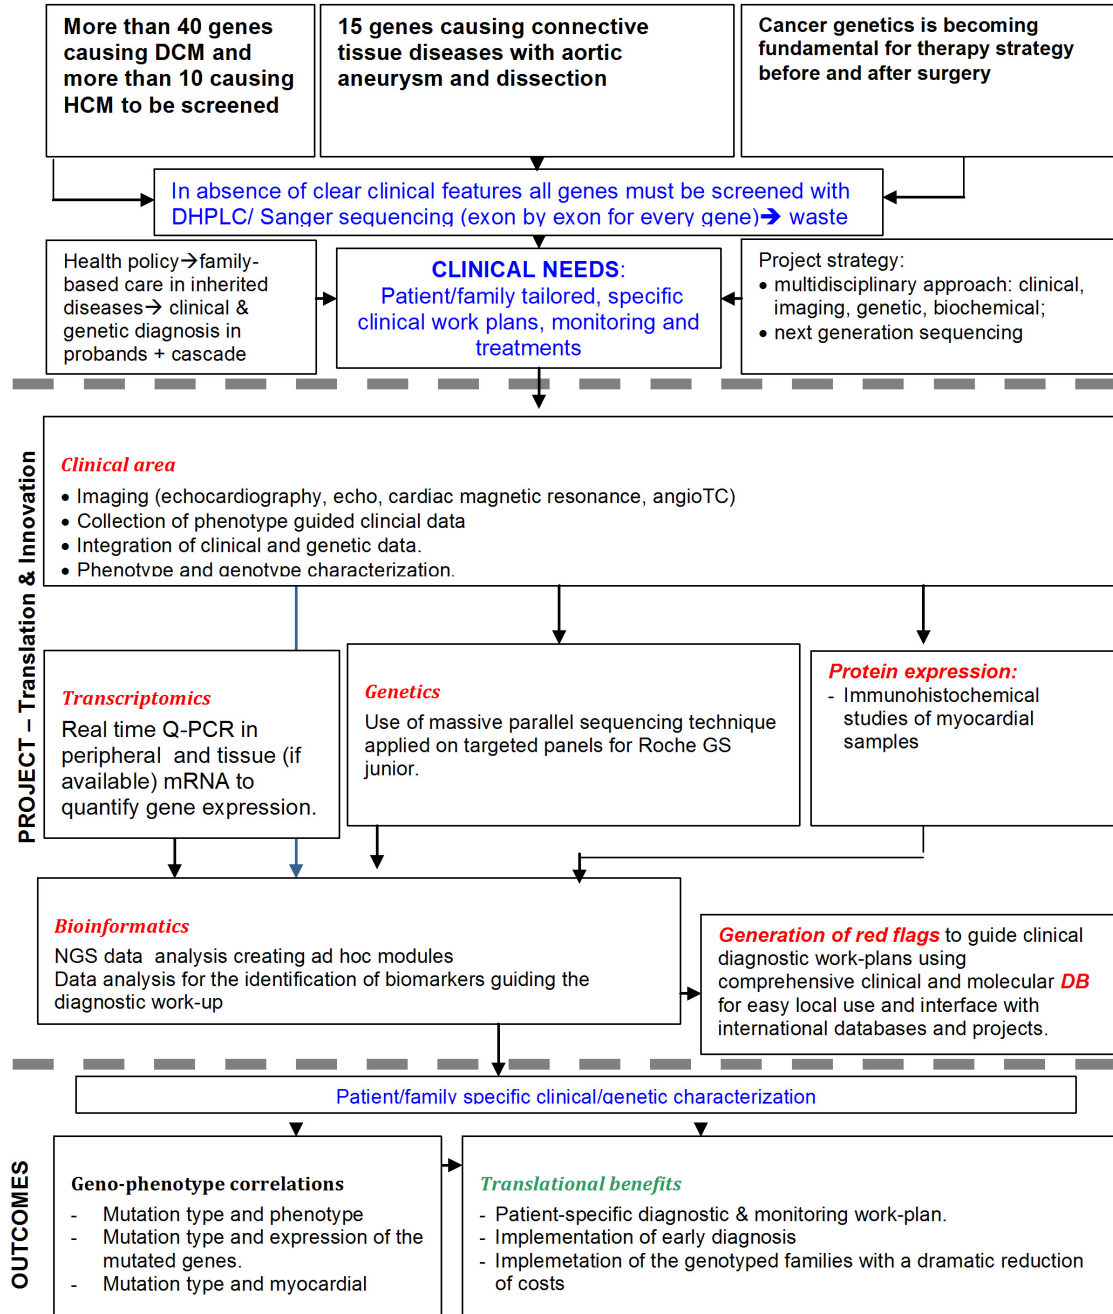 More than 40 genes
causing DCM and
more than 10 causing
HCM to be screened
15 genes causing connective
tissue diseases with aortic
aneurysm and dissection
Cancer genetics is becoming
fundamental for therapy strategy
before and after surgery
In absence of clear clinical features all genes must be screened with
DHPLC/ Sanger sequencing (exon by exon for every gene)➔ waste
Health policy→family-
based care in inherited
diseases→ clinical &
genetic diagnosis in
probands + cascade
CLINICAL NEEDS:
Patient/family tailored, specific
clinical work plans, monitoring and
treatments
Project strategy:
• multidisciplinary approach: clinical,
imaging, genetic, biochemical;
• next generation sequencing
PROJECT – Translation & Innovation
Clinical area
• Imaging (echocardiography, echo, cardiac magnetic resonance, angioTC)
• Collection of phenotype guided clincial data
• Integration of clinical and genetic data.
• Phenotype and genotype characterization.
Transcriptomics
Real time Q-PCR in
peripheral and tissue (if
available) mRNA to
quantify gene expression.
Genetics
Use of massive parallel sequencing technique
applied on targeted panels for Roche GS
junior.
Protein expression:
- Immunohistochemical
studies of myocardial
samples
Bioinformatics
NGS data analysis creating ad hoc modules
Data analysis for the identification of biomarkers guiding the
diagnostic work-up
Generation of red flags to guide clinical
diagnostic work-plans using
comprehensive clinical and molecular DB
for easy local use and interface with
international databases and projects.
OUTCOMES
Patient/family specific clinical/genetic characterization
Geno-phenotype correlations
- Mutation type and phenotype
- Mutation type and expression of the
mutated genes.
- Mutation type and myocardial
Translational benefits
- Patient-specific diagnostic & monitoring work-plan.
- Implementation of early diagnosis
- Implemetation of the genotyped families with a dramatic reduction
of costs